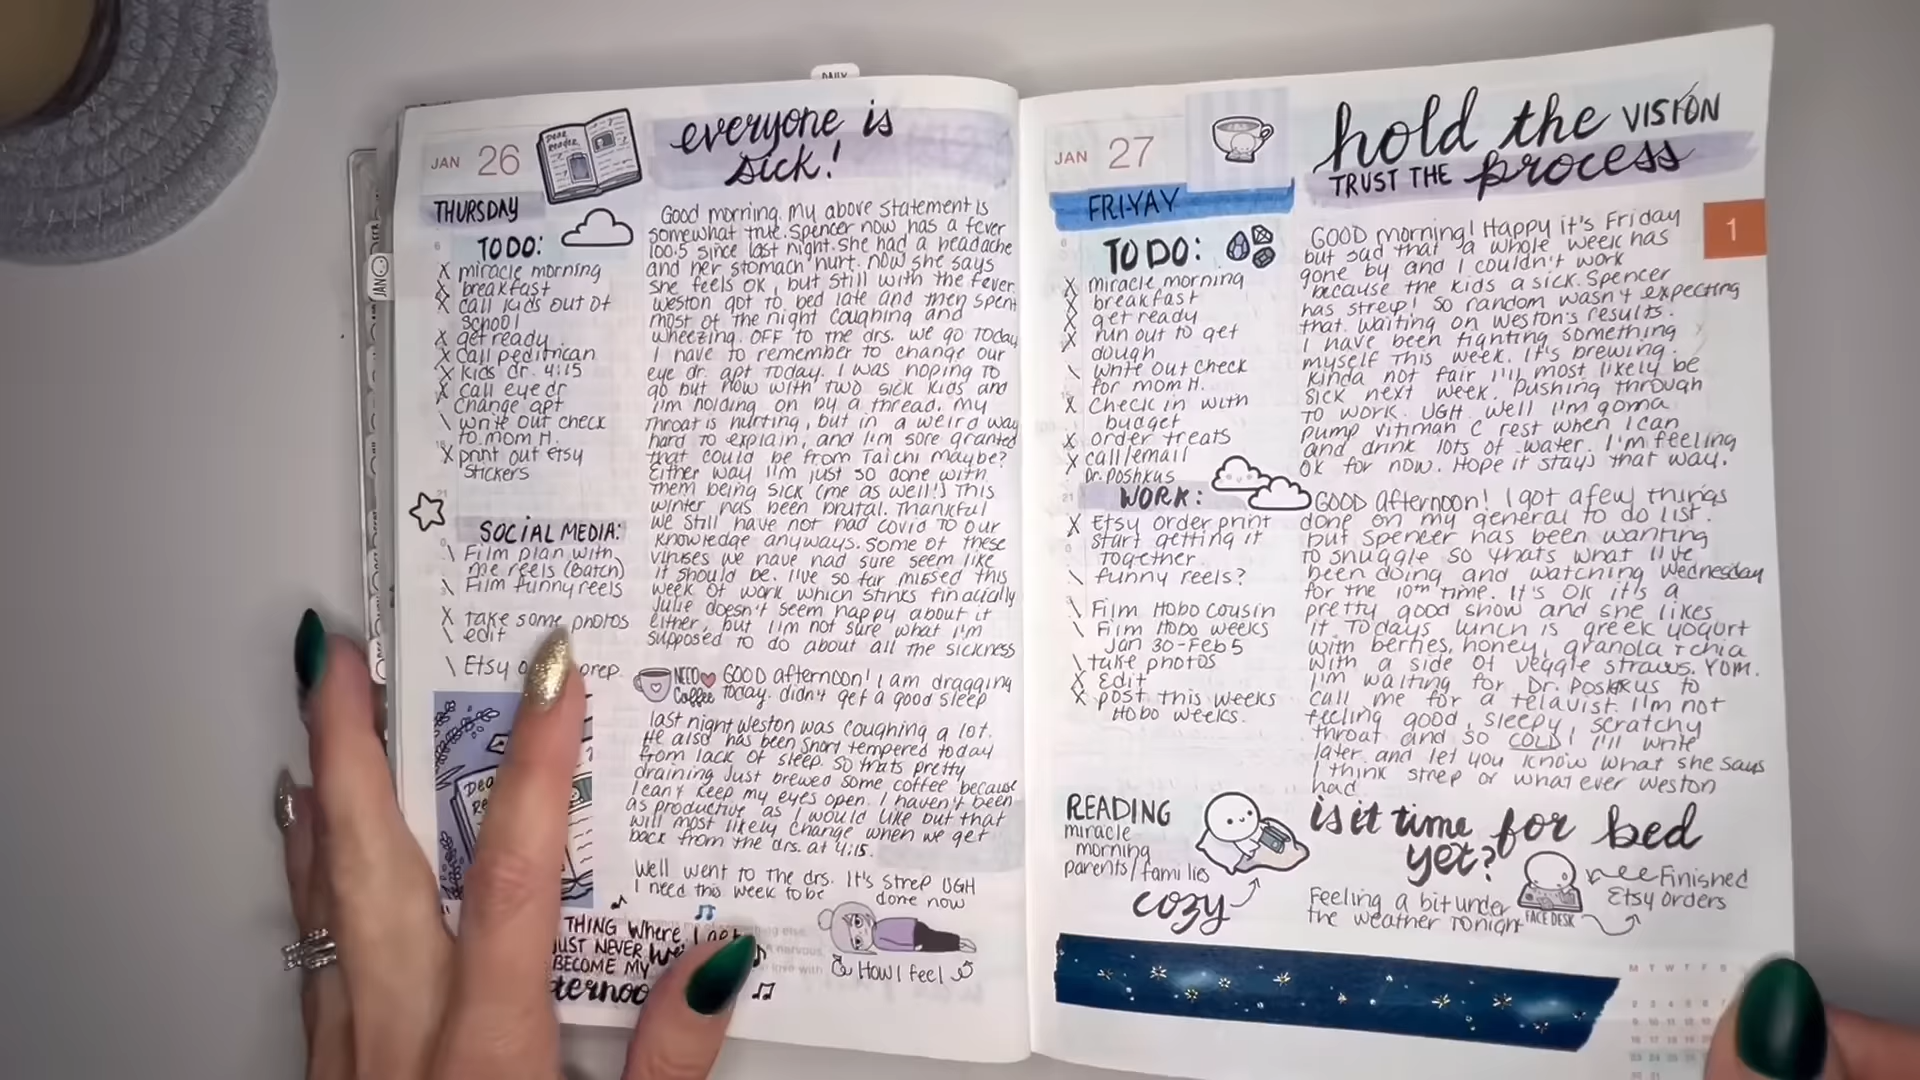 DAILY
JAN 26
Dear Reader
everyone is
sick!
THURSDAY
TO DO:
X miracle morning
X breakfast
X call kids out of
school
X get ready
X call peditrican
X kids dr. 4:15
X call eye dr
change apt
\ write out check
to mom H.
X print out etsy
stickers
SOCIAL MEDIA:
\ Film plan with
me reels (batch)
\ Film funny reels
X take some photos
\ edit
\ Etsy prep
Good morning. My above statement is
somewhat true. Spencer now has a fever
100.5 since last night. She had a headache
and her stomach hurt. Now she says
she feels ok, but still with the fever.
Weston got to bed late and then spent
most of the night coughing and
wheezing. OFF to the drs. we go today
I have to remember to change our
eye dr. apt today. I was hoping to
go but now with two sick kids and
I'm holding on by a thread. My
throat is hurting, but in a weird way
hard to explain, and I'm sore granted
that could be from Taichi maybe?
Either way I'm just so done with
them being sick (me as well!) This
winter has been brutal. Thankful
we still have not had covid to our
knowledge anyways. Some of these
viruses we have had sure seem like
it should be. I've so far missed this
week of work which stinks finacially
Julie doesn't seem happy about it
either, but I'm not sure what I'm
supposed to do about all the sickness
NEED Coffee
GOOD afternoon! I am dragging
today. didn't get a good sleep
last night Weston was coughing a lot.
He also has been short tempered today
from lack of sleep. So thats pretty
draining Just brewed some coffee because
I can't keep my eyes open. I haven't been
as productive as I would like but that
will most likely change when we get
back from the drs. at 4:15.
Well went to the drs. It's strep UGH
I need this week to be done now
THING Where I get
JUST NEVER
BECOME MY
How I feel
JAN 27
hold the VISION
TRUST THE process
FRI-YAY
1
TO DO:
X miracle morning
X breakfast
X get ready
X run out to get
dough
\ write out check
for mom H.
X check in with
budget
X order treats
X call/email
Dr. Poshkus
WORK:
X Etsy order print
start getting it
together
\ funny reels?
\ Film Hobo Cousin
\ Film Hobo weeks
Jan 30-Feb 5
\ take photos
X Edit
X post this weeks
Hobo weeks.
GOOD morning! Happy it's Friday
but sad that a whole week has
gone by and I couldn't work
because the kids a sick. Spencer
has strep! so random wasn't expecting
that. Waiting on Weston's results.
I have been fighting something
myself this week. It's brewing.
Kinda not fair I'll most likely be
sick next week. Pushing through
to work. UGH. Well I'm gonna
pump vitiman C rest when I can
and drink lots of water. I'm feeling
ok for now. Hope it stays that way.
GOOD afternoon! I got a few things
done on my general to do list.
but Spencer has been wanting
to snuggle so thats what I've
been doing and watching Wednesday
for the 10th time. It's ok it's a
pretty good show and she likes
it. Todays lunch is greek yogurt
with berries, honey, granola + chia
with a side of veggie straws. YOM.
I'm waiting for Dr. Poshkus to
call me for a telavist. I'm not
feeling good, sleepy, scratchy
throat and so COLD! I'll write
later and let you know what she says
I think strep or what ever Weston
had.
READING
miracle
morning
parents/families
cozy
is it time for bed
yet?
Feeling a bit under
the weather tonight
FACE DESK
Finished
Etsy orders
M T W T F S